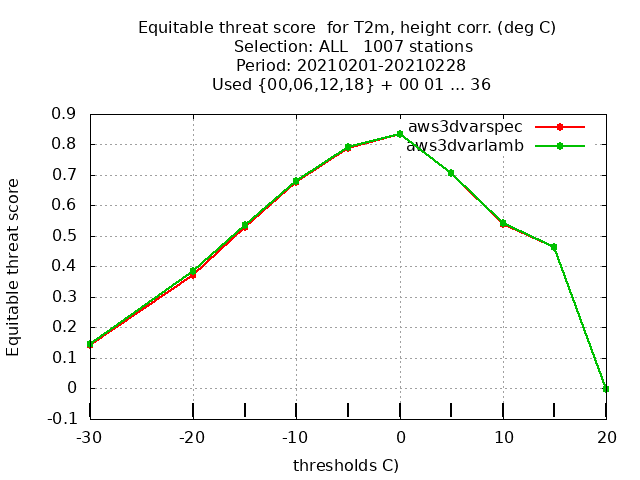 Equitable threat score  for T2m, height corr. (deg C)
Selection: ALL   1007 stations
Period: 20210201-20210228
Used {00,06,12,18} + 00 01 ... 36
aws3dvarspec
aws3dvarlamb
Equitable threat score
0.9
0.8
0.7
0.6
0.5
0.4
0.3
0.2
0.1
0
-0.1
-30 -20 -10 0 10 20
thresholds C)